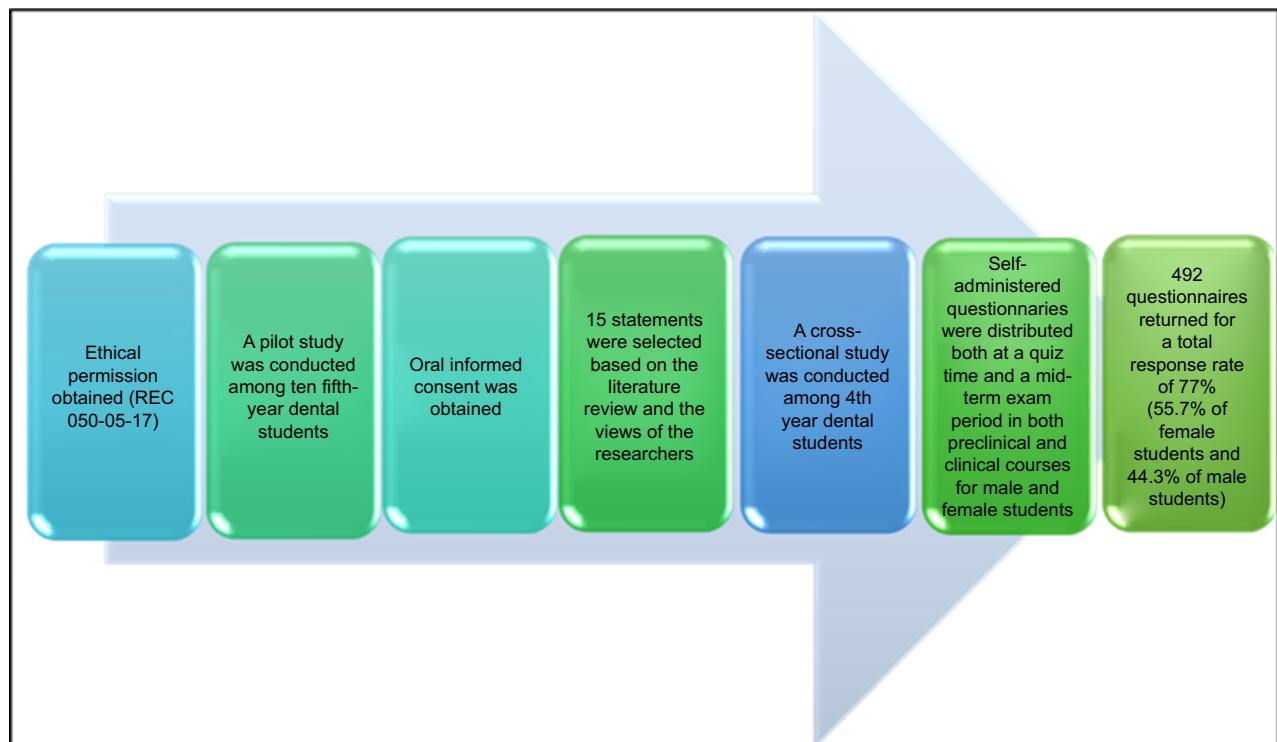 Ethical
permission
obtained (REC
050-05-17)
A pilot study
was conducted
among ten fifth-
year dental
students
Oral informed
consent was
obtained
15 statements
were selected
based on the
literature
review and the
views of the
researchers
A cross-
sectional study
was conducted
among 4th
year dental
students
Self-
administered
questionnaries
were distributed
both at a quiz
time and a mid-
term exam
period in both
preclinical and
clinical courses
for male and
female students
492
questionnaires
returned for
a total
response rate
of 77%
(55.7% of
female
students and
44.3% of male
students)